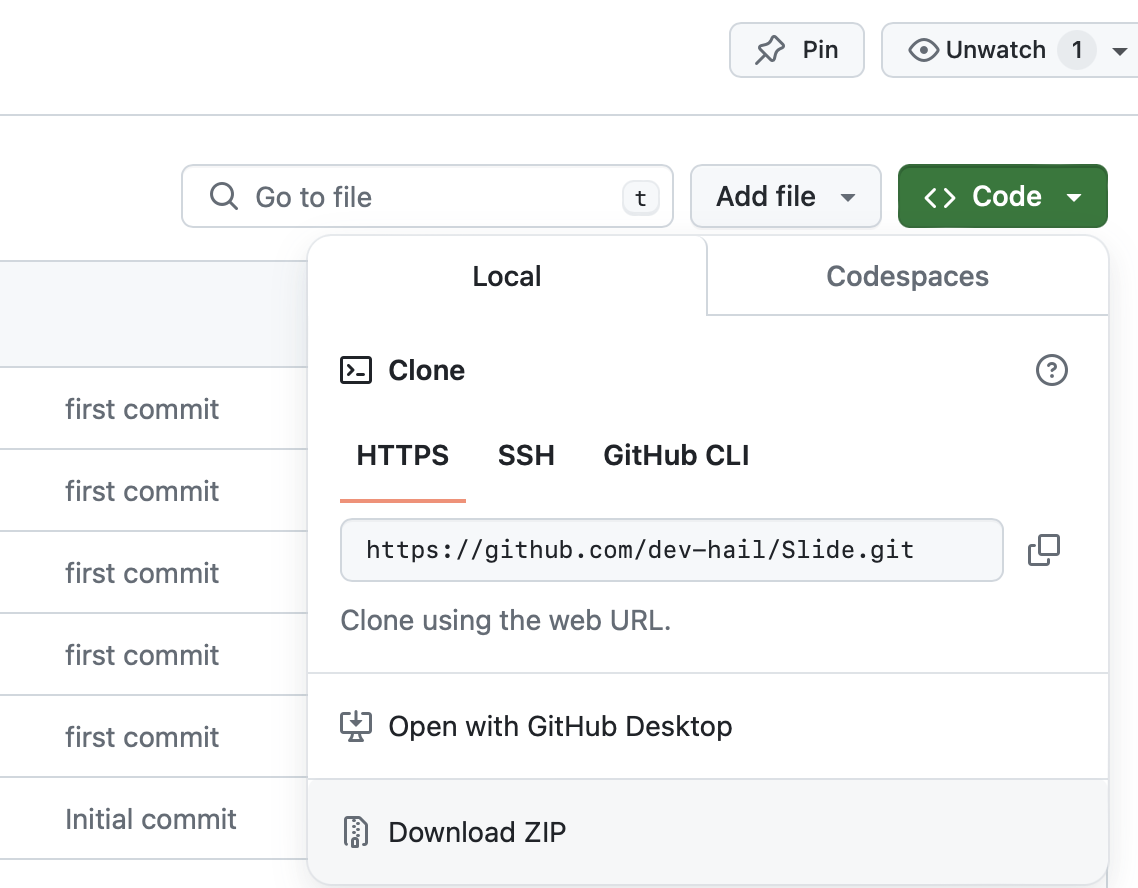 Pin
Unwatch 1
Go to file t
Add file
<> Code
Local Codespaces
Clone
HTTPS SSH GitHub CLI
https://github.com/dev-hail/Slide.git
Clone using the web URL.
Open with GitHub Desktop
Download ZIP
first commit
first commit
first commit
first commit
first commit
Initial commit